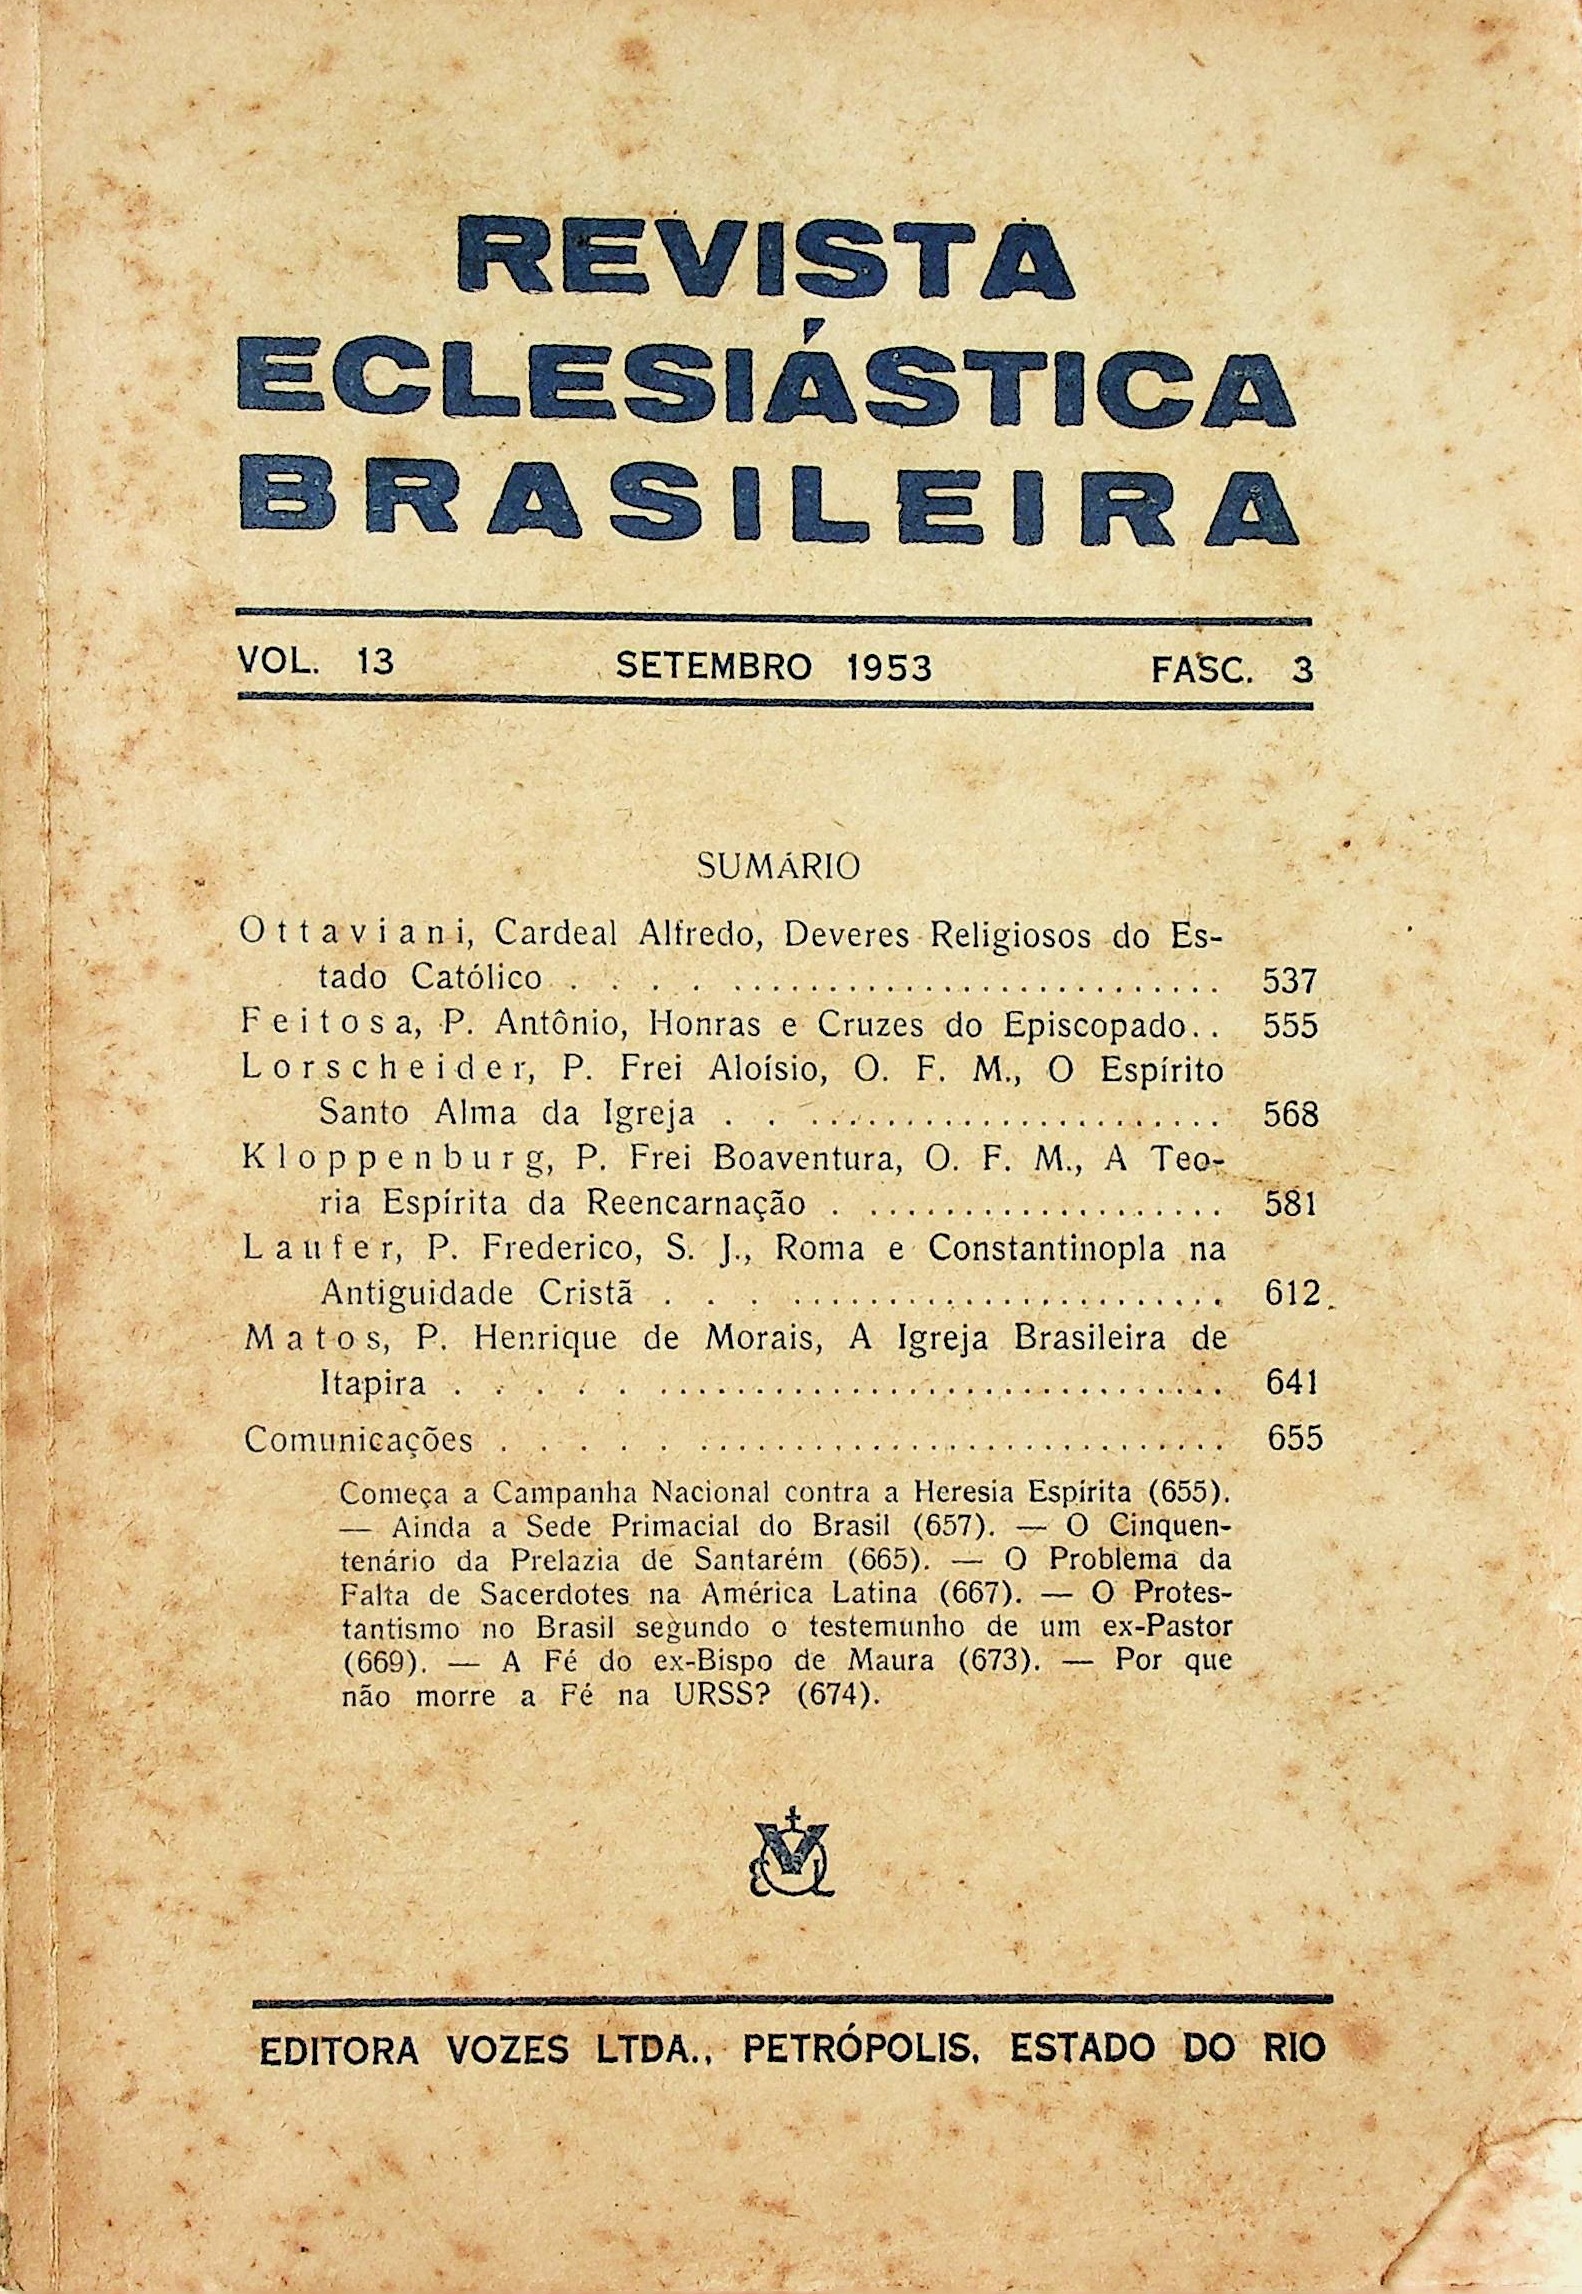 REVISTA
ECLESIÁSTICA
BRASILEIRA
VOL. 13 SETEMBRO 1953 FASC. 3
SUMÁRIO
Ottaviani, Cardeal Alfredo, Deveres Religiosos do Es-
tado Católico . . . . .......................... 537
Feitosa, P. Antônio, Honras e Cruzes do Episcopado.. 555
Lorscheider, P. Frei Aloísio, O. F. M., O Espírito
Santo Alma da Igreja . . ...................... 568
Kloppenburg, P. Frei Boaventura, O. F. M., A Teo-
ria Espírita da Reencarnação . ................... 581
Laufer, P. Frederico, S. J., Roma e Constantinopla na
Antiguidade Cristã . . . ....................... 612
Matos, P. Henrique de Morais, A Igreja Brasileira de
Itapira . . . . . .............................. 641
Comunicações . . . . . ............................ 655
Começa a Campanha Nacional contra a Heresia Espírita (655).
— Ainda a Sede Primacial do Brasil (657). — O Cinquen-
tenário da Prelazia de Santarém (665). — O Problema da
Falta de Sacerdotes na América Latina (667). — O Protes-
tantismo no Brasil segundo o testemunho de um ex-Pastor
(669). — A Fé do ex-Bispo de Maura (673). — Por que
não morre a Fé na URSS? (674).
EDITORA VOZES LTDA., PETRÓPOLIS, ESTADO DO RIO